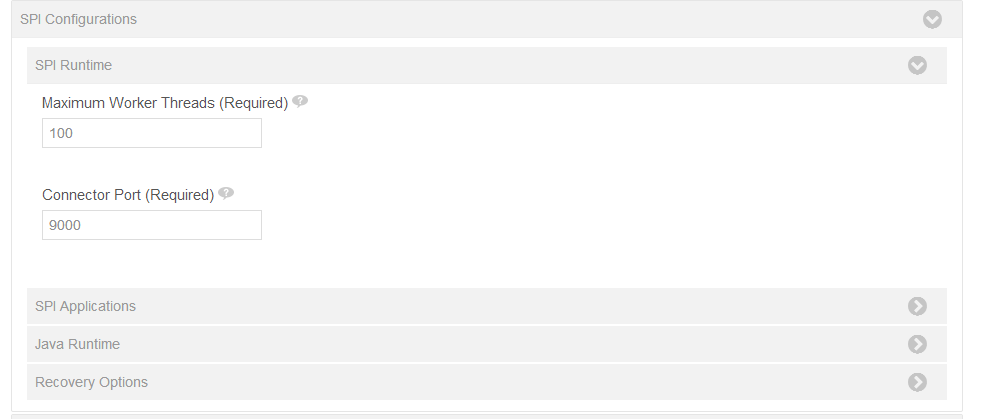 SPI Configurations
SPI Runtime
Maximum Worker Threads (Required) ?
100
Connector Port (Required) ?
9000
SPI Applications
Java Runtime
Recovery Options